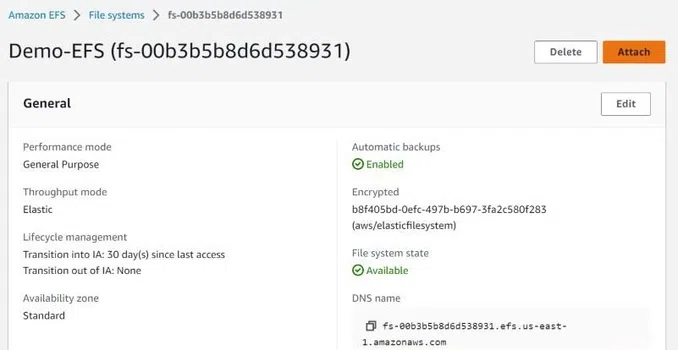 Amazon EFS > File systems > fs-00b3b5b8d6d538931
Demo-EFS (fs-00b3b5b8d6d538931)
Delete
Attach
General
Edit
Performance mode
General Purpose
Throughput mode
Elastic
Lifecycle management
Transition into IA: 30 day(s) since last access
Transition out of IA: None
Availability zone
Standard
Automatic backups
Enabled
Encrypted
b8f405bd-0efc-497b-b697-3fa2c580f283
(aws/elasticfilesystem)
File system state
Available
DNS name
fs-00b3b5b8d6d538931.efs.us-east-
1.amazonaws.com